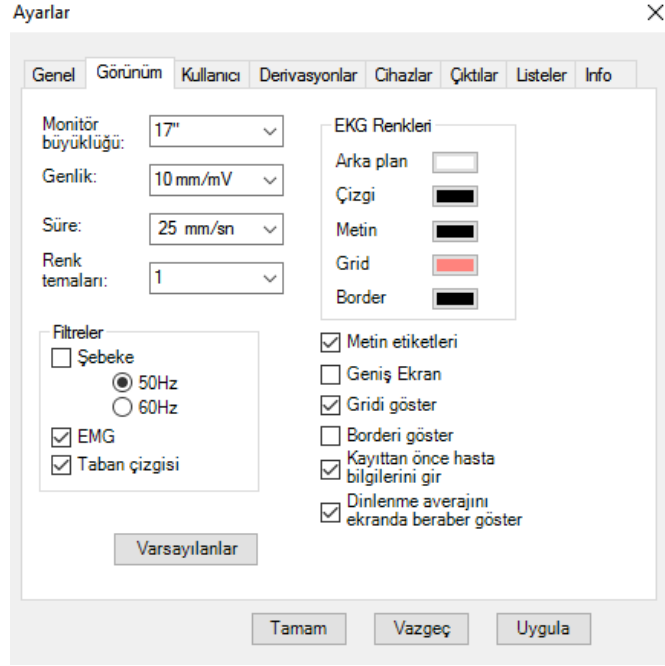 Ayarlar
Genel Görünüm Kullanıcı Derivasyonlar Cihazlar Çıktılar Listeler Info
Monitör
büyüklüğü:
17"
Genlik:
10 mm/mV
Süre:
25 mm/sn
Renk
temaları:
1
EKG Renkleri
Arka plan
Çizgi
Metin
Grid
Border
Filtreler
Şebeke
50Hz
60Hz
EMG
Taban çizgisi
Metin etiketleri
Geniş Ekran
Gridi göster
Borderi göster
Kayıttan önce hasta
bilgilerini gir
Dinlenme averajını
ekranda beraber göster
Varsayılanlar
Tamam Vazgeç Uygula